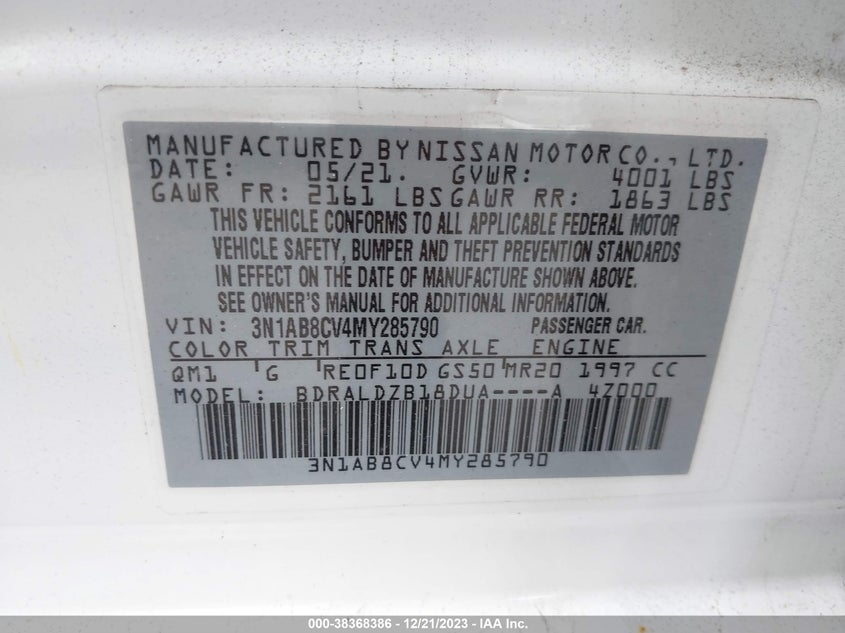 MANUFACTURED BY NISSAN MOTOR CO., LTD.
DATE: 05/21. GVWR: 4001 LBS
GAWR FR: 2161 LBS GAWR RR: 1863 LBS
THIS VEHICLE CONFORMS TO ALL APPLICABLE FEDERAL MOTOR
VEHICLE SAFETY, BUMPER AND THEFT PREVENTION STANDARDS
IN EFFECT ON THE DATE OF MANUFACTURE SHOWN ABOVE.
SEE OWNER'S MANUAL FOR ADDITIONAL INFORMATION.
VIN: 3N1AB8CV4MY285790 PASSENGER CAR.
COLOR TRIM TRANS AXLE ENGINE
QM1 G RE0F10D GS50 MR20 1997 CC
MODEL: BDRALDZB18DUA----A 4Z000
3N1AB8CV4MY285790
000-38368386 - 12/21/2023 - IAA Inc.